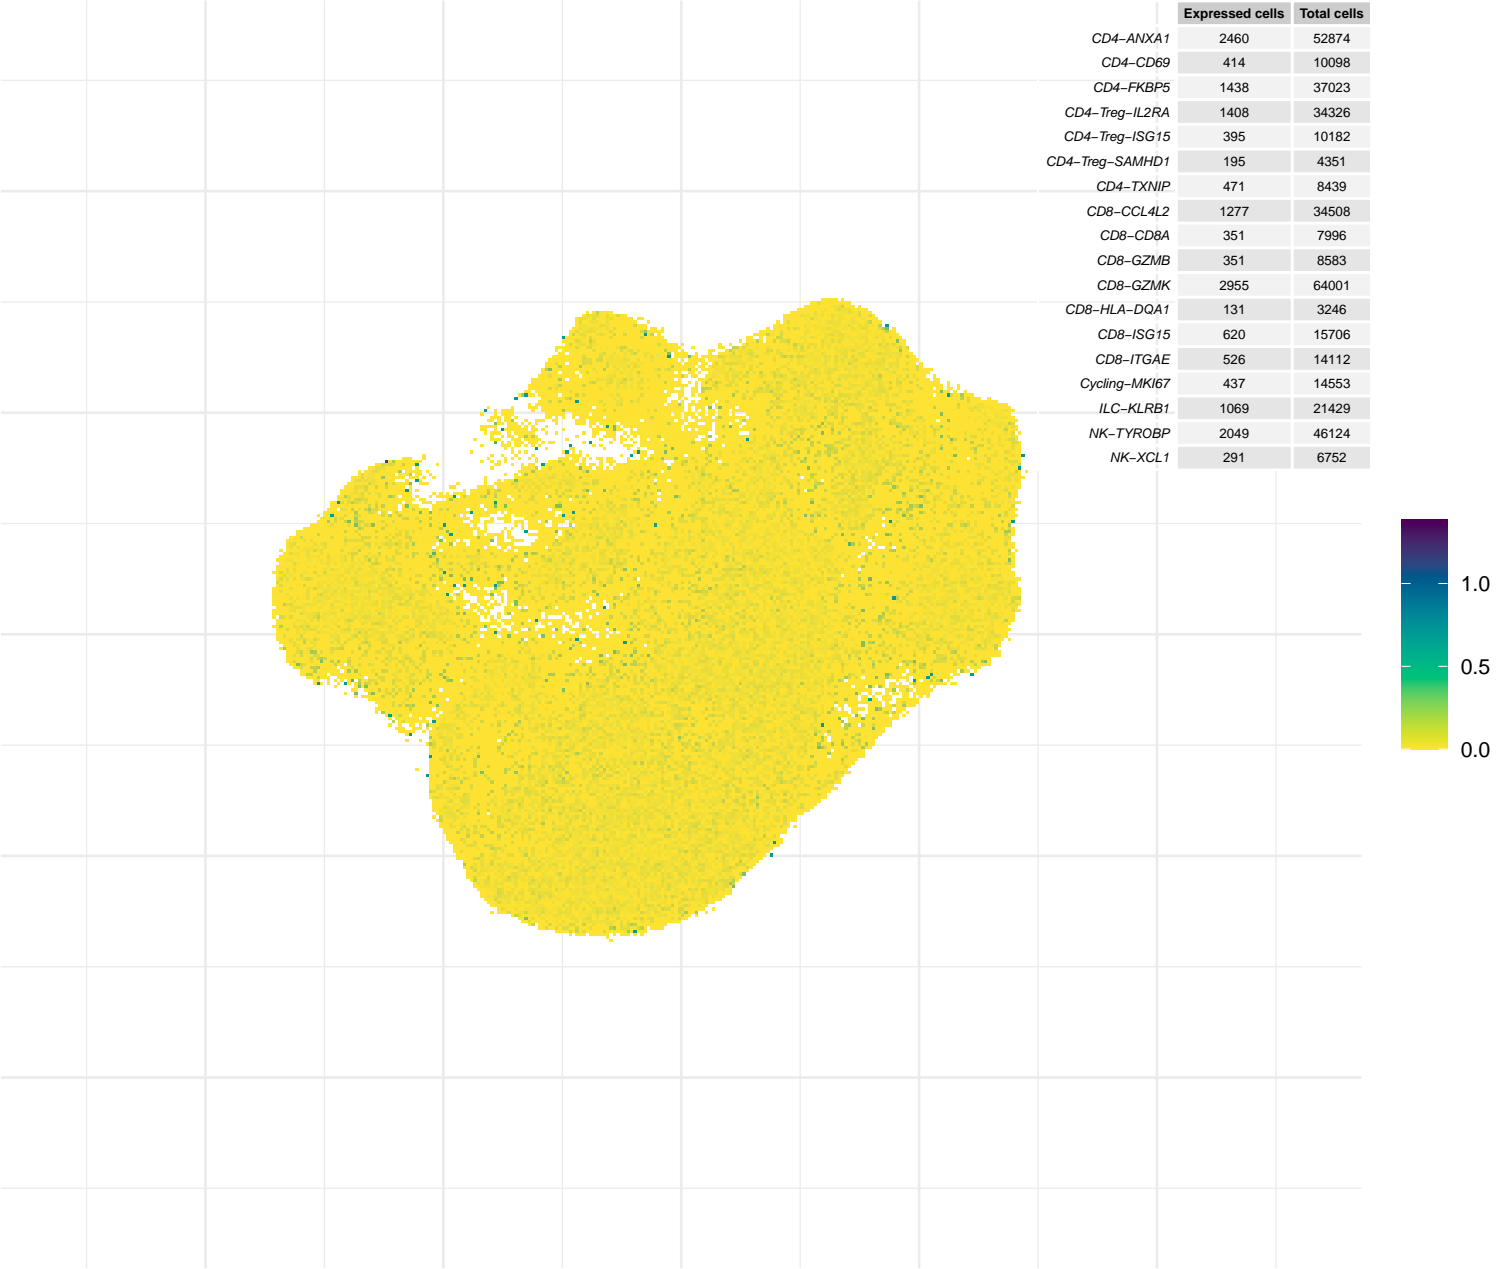 Expressed cells Total cells
CD4−ANXA1 2460 52874
CD4−CD69 414 10098
CD4−FKBP5 1438 37023
CD4−Treg−IL2RA 1408 34326
CD4−Treg−ISG15 395 10182
CD4−Treg−SAMHD1 195 4351
CD4−TXNIP 471 8439
CD8−CCL4L2 1277 34508
CD8−CD8A 351 7996
CD8−GZMB 351 8583
CD8−GZMK 2955 64001
CD8−HLA−DQA1 131 3246
CD8−ISG15 620 15706
CD8−ITGAE 526 14112
Cycling−MKI67 437 14553
ILC−KLRB1 1069 21429
NK−TYROBP 2049 46124
NK−XCL1 291 6752
1.0
0.5
0.0